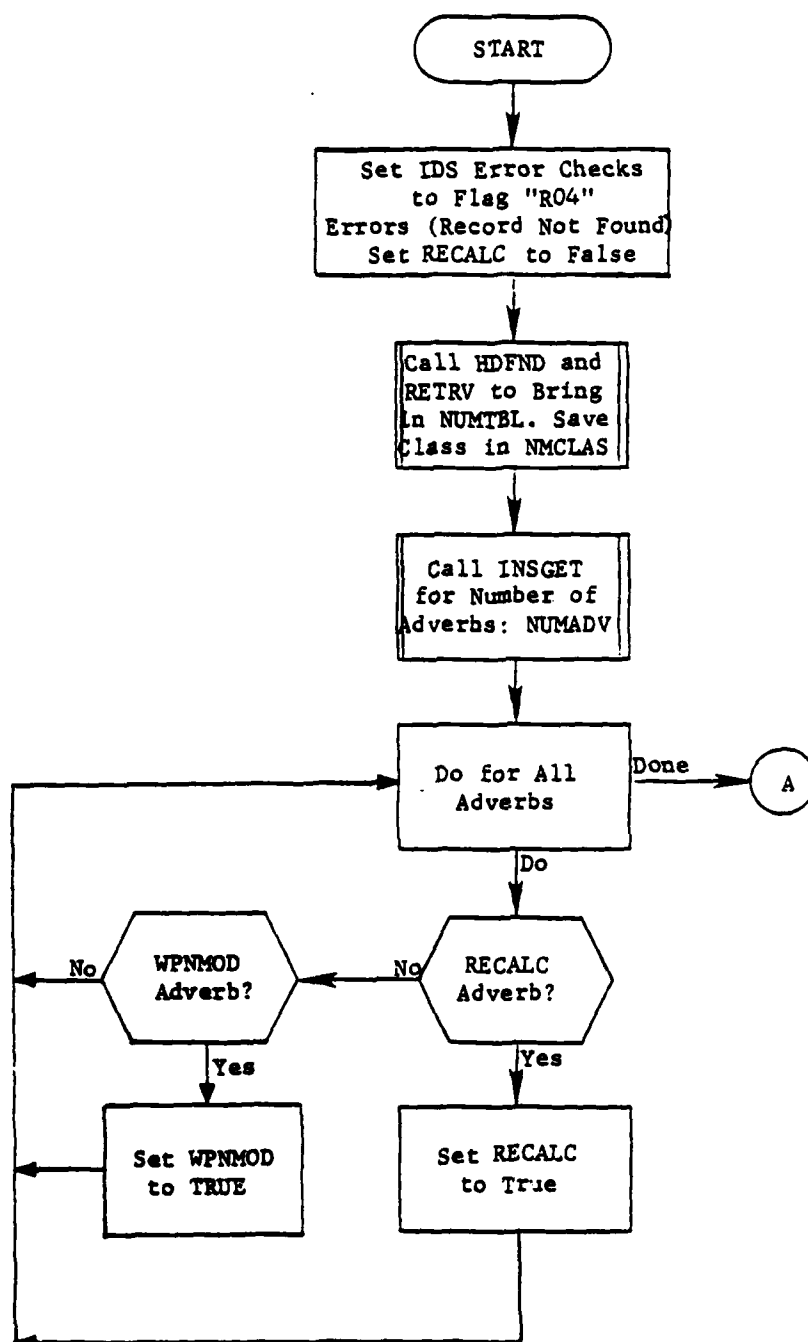 START
Set IDS Error Checks
to Flag "R04"
Errors (Record Not Found)
Set RECALC to False
Call HDFND and
RETRV to Bring
in NUMTBL. Save
Class in NMCLAS
Call INSGET
for Number of
Adverbs: NUMADV
Do for All
Adverbs
Done
A
Do
No
WPNMOD
Adverb?
No
RECALC
Adverb?
Yes
Yes
Set WPNMOD
to TRUE
Set RECALC
to True